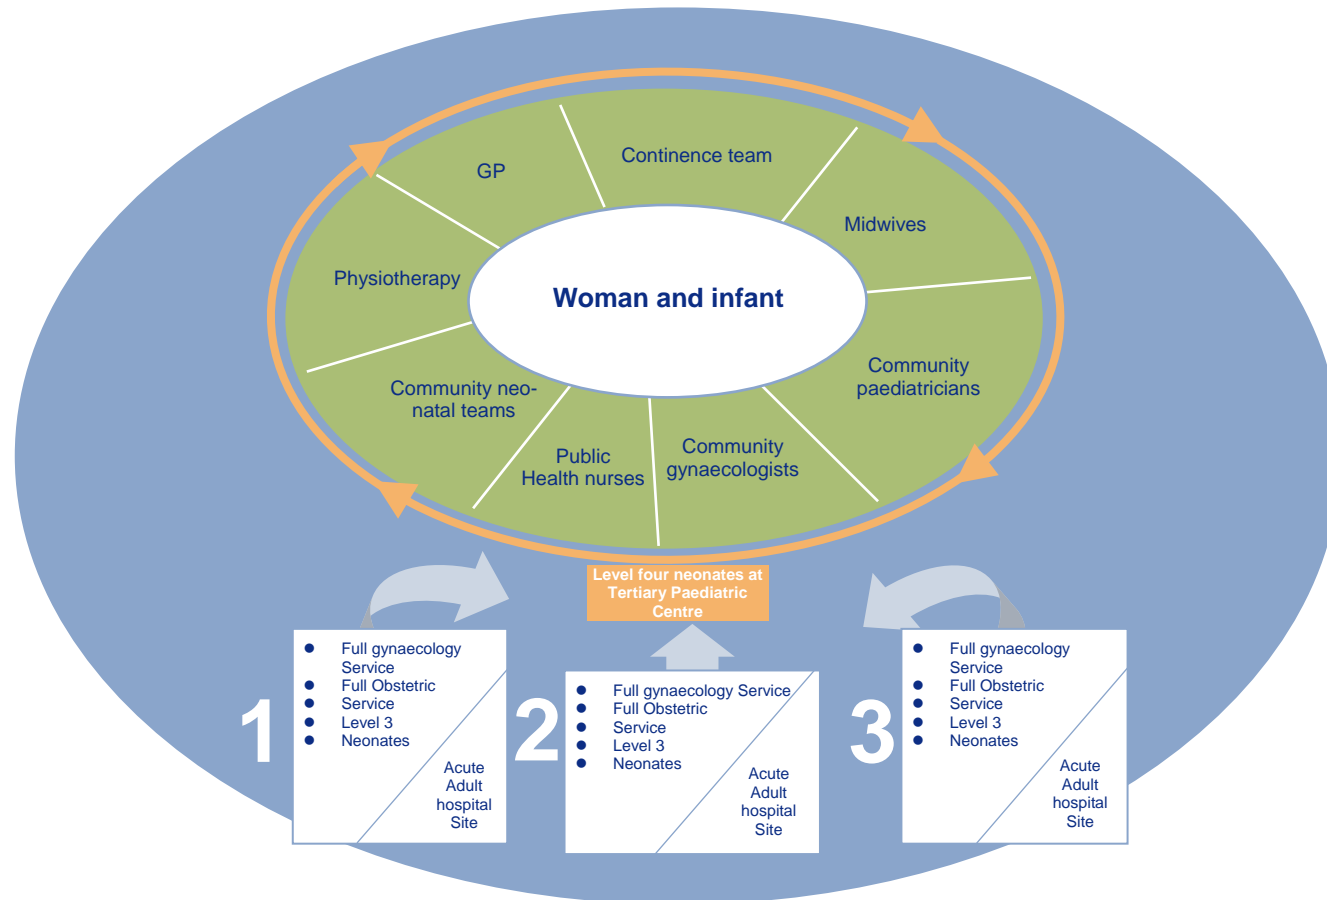 Continence team
GP
Midwives
Physiotherapy
Woman and infant
Community
paediatricians
Community neo-
natal teams
Public
Health nurses
Community
gynaecologists
Level four neonates at
Tertiary Paediatric
Centre
1
● Full gynaecology
Service
● Full Obstetric
● Service
● Level 3
● Neonates
Acute
Adult
hospital
Site
2
● Full gynaecology Service
● Full Obstetric
● Service
● Level 3
● Neonates
Acute
Adult
hospital
Site
3
● Full gynaecology
Service
● Full Obstetric
● Service
● Level 3
● Neonates
Acute
Adult
hospital
Site